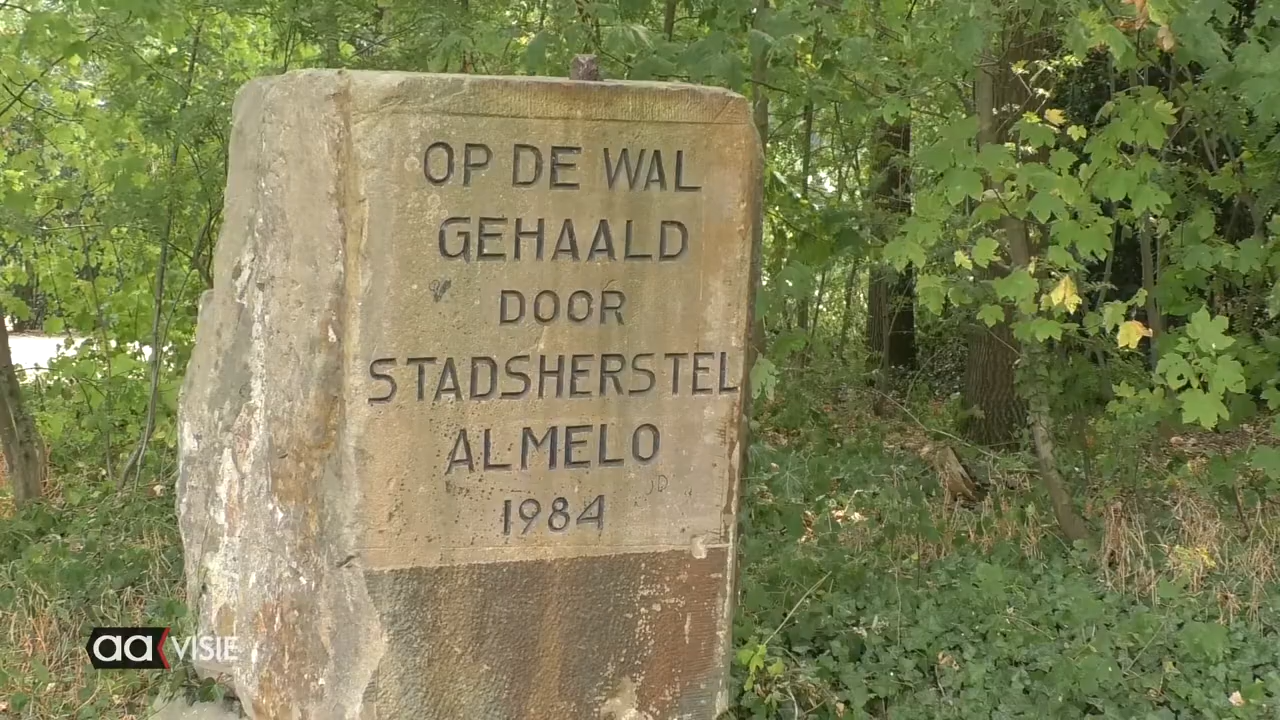 OP DE WAL
GEHAALD
DOOR
STADSHERSTEL
ALMELO
1984
aa VISIE